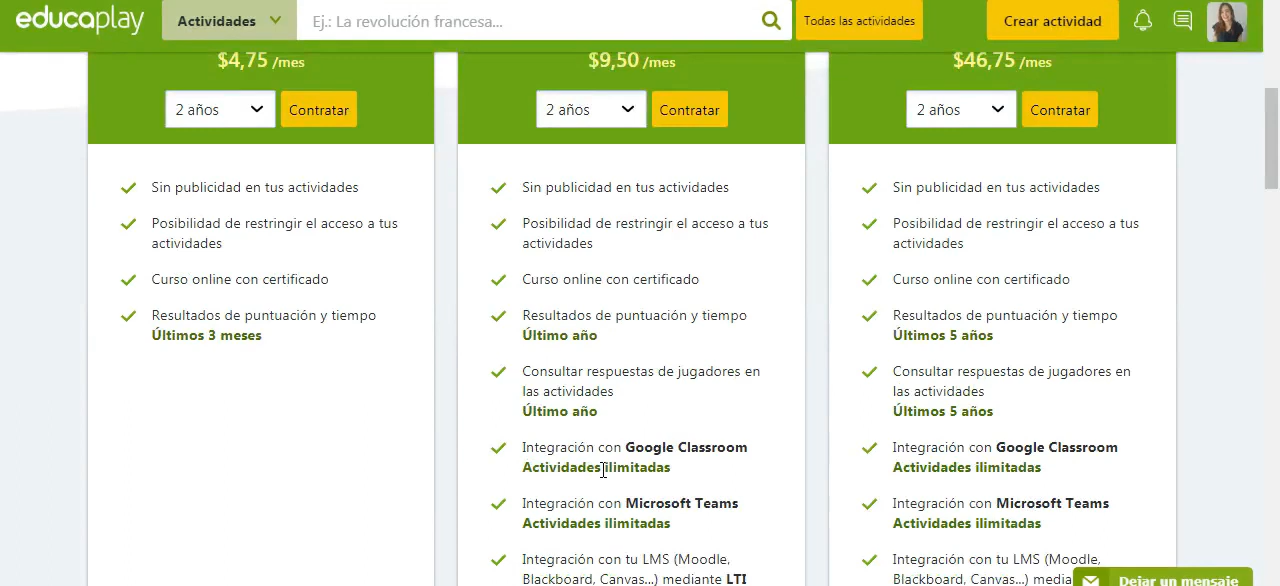 educaplay
Actividades
Ej.: La revolución francesa...
Todas las actividades
Crear actividad
$4,75 /mes
2 años
Contratar
Sin publicidad en tus actividades
Posibilidad de restringir el acceso a tus
actividades
Curso online con certificado
Resultados de puntuación y tiempo
Últimos 3 meses
$9,50 /mes
2 años
Contratar
Sin publicidad en tus actividades
Posibilidad de restringir el acceso a tus
actividades
Curso online con certificado
Resultados de puntuación y tiempo
Último año
Consultar respuestas de jugadores en
las actividades
Último año
Integración con Google Classroom
Actividades ilimitadas
Integración con Microsoft Teams
Actividades ilimitadas
Integración con tu LMS (Moodle,
Blackboard, Canvas...) mediante LTI
$46,75 /mes
2 años
Contratar
Sin publicidad en tus actividades
Posibilidad de restringir el acceso a tus
actividades
Curso online con certificado
Resultados de puntuación y tiempo
Últimos 5 años
Consultar respuestas de jugadores en
las actividades
Últimos 5 años
Integración con Google Classroom
Actividades ilimitadas
Integración con Microsoft Teams
Actividades ilimitadas
Integración con tu LMS (Moodle,
Blackboard, Canvas...) media
Dejar un mensaje